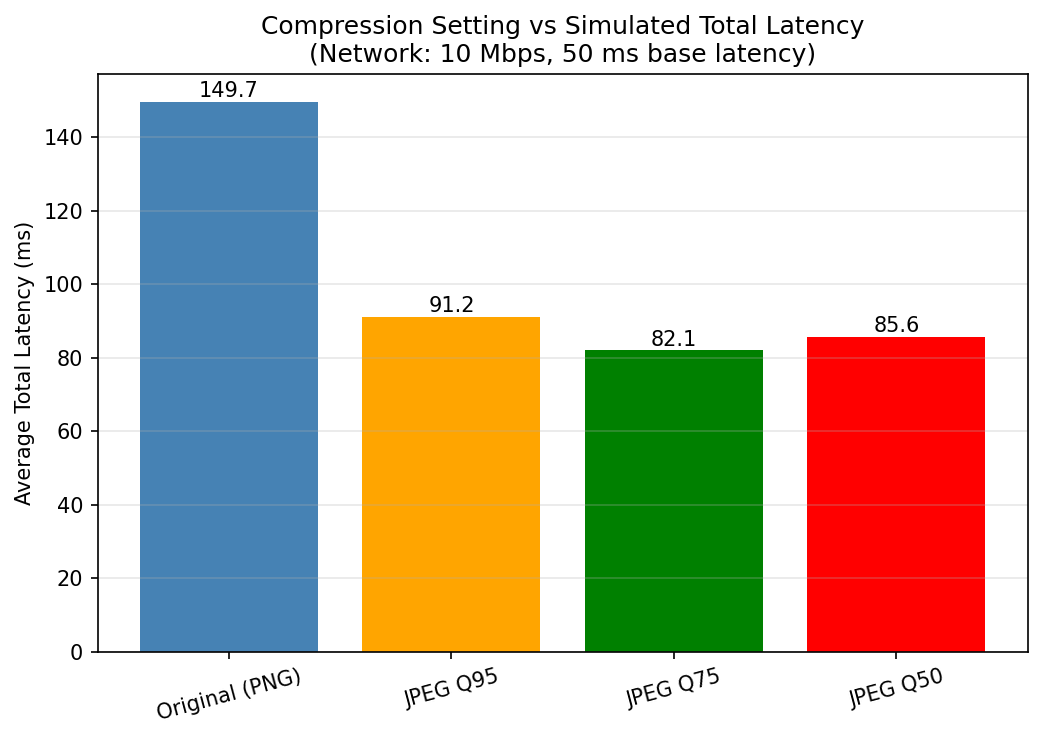 Compression Setting vs Simulated Total Latency
(Network: 10 Mbps, 50 ms base latency)
Average Total Latency (ms)
140
120
100
80
60
40
20
0
149.7
91.2
82.1
85.6
Original (PNG)
JPEG Q95
JPEG Q75
JPEG Q50